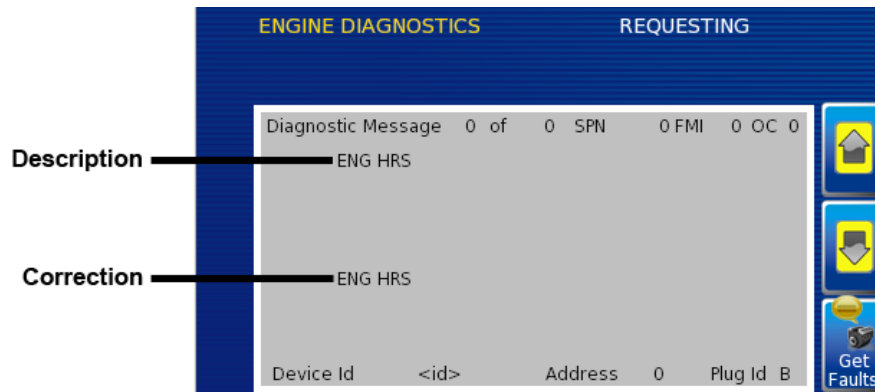 ENGINE DIAGNOSTICS REQUESTING
Diagnostic Message 0 of 0 SPN 0 FMI 0 OC 0
Description ENG HRS
Correction ENG HRS
Device Id <id> Address 0 Plug Id B
Get
Faults